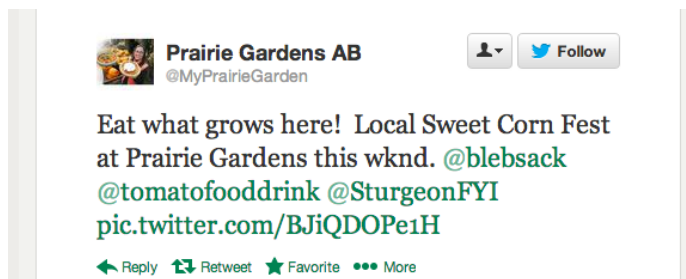 Prairie Gardens AB
@MyPrairieGarden
Follow
Eat what grows here! Local Sweet Corn Fest
at Prairie Gardens this wknd. @blebsack
@tomatofooddrink @SturgeonFYI
pic.twitter.com/BJiQDOPe1H
Reply Retweet Favorite More